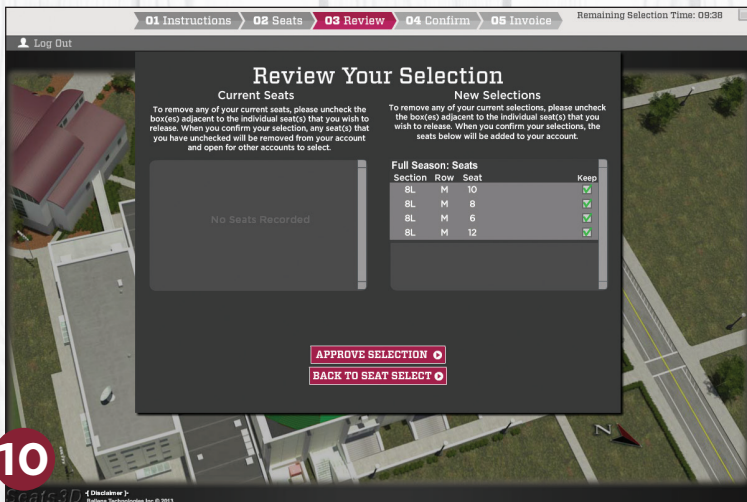 01 Instructions 02 Seats 03 Review 04 Confirm 05 Invoice
Remaining Selection Time: 09:38
Log Out
Review Your Selection
Current Seats
To remove any of your current seats, please uncheck the
box(es) adjacent to the individual seat(s) that you wish to
release. When you confirm your selection, any seat(s) that
you have unchecked will be removed from your account
and open for other accounts to select.
No Seats Recorded
New Selections
To remove any of your current selections, please uncheck
the box(es) adjacent to the individual seat(s) that you
wish to release. When you confirm your selections, the
seats below will be added to your account.
Full Season: Seats
Section Row Seat Keep
8L M 10
8L M 8
8L M 6
8L M 12
APPROVE SELECTION
BACK TO SEAT SELECT
N
10
Seats3D
-[ Disclaimer ]-
Ballena Technologies Inc © 2013